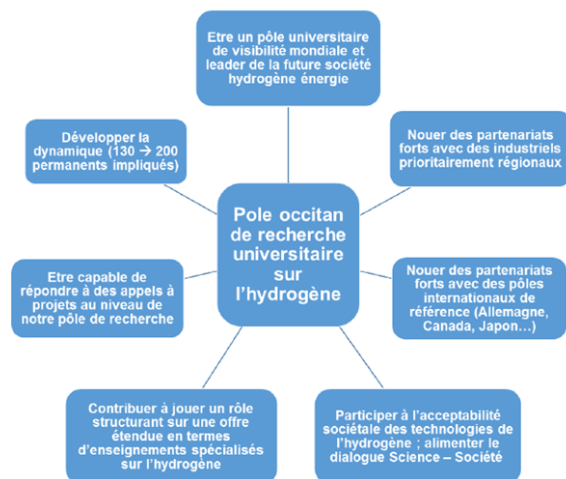 Etre un pôle universitaire
de visibilité mondiale et
leader de la future société
hydrogène énergie
Développer la
dynamique (130 → 200
permanents impliqués)
Nouer des partenariats
forts avec des industriels
prioritairement régionaux
Pole occitan
de recherche
universitaire
sur
l’hydrogène
Etre capable de
répondre à des appels à
projets au niveau de
notre pôle de recherche
Nouer des partenariats
forts avec des pôles
internationaux de
référence (Allemagne,
Canada, Japon…)
Contribuer à jouer un rôle
structurant sur une offre
étendue en termes
d’enseignements spécialisés
sur l’hydrogène
Participer à l’acceptabilité
sociétale des technologies de
l’hydrogène ; alimenter le
dialogue Science – Société